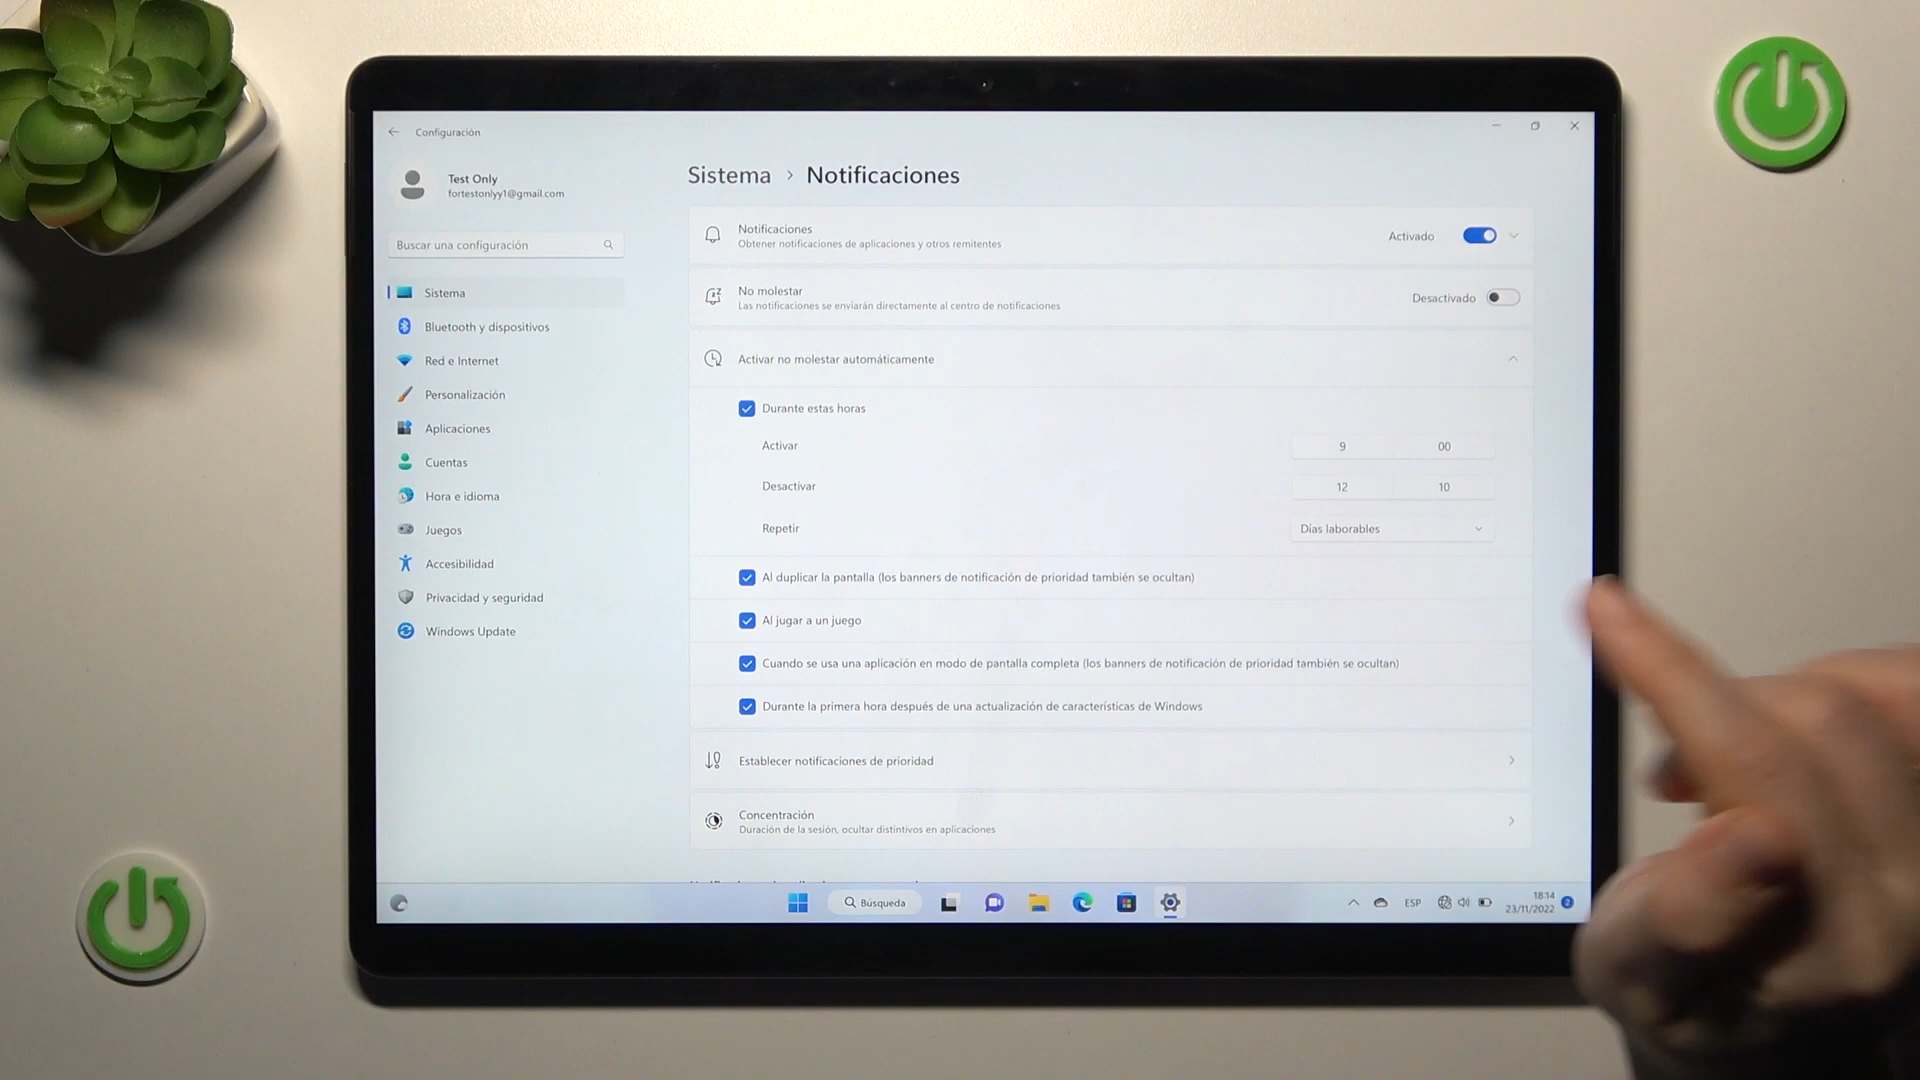 Configuración
Test Only
fortestonlyy1@gmail.com
Buscar una configuración
Sistema
Bluetooth y dispositivos
Red e Internet
Personalización
Aplicaciones
Cuentas
Hora e idioma
Juegos
Accesibilidad
Privacidad y seguridad
Windows Update
Sistema > Notificaciones
Notificaciones
Obtener notificaciones de aplicaciones y otros remitentes
Activado
No molestar
Las notificaciones se enviarán directamente al centro de notificaciones
Desactivado
Activar no molestar automáticamente
Durante estas horas
Activar 9 00
Desactivar 12 10
Repetir Días laborables
Al duplicar la pantalla (los banners de notificación de prioridad también se ocultan)
Al jugar a un juego
Cuando se usa una aplicación en modo de pantalla completa (los banners de notificación de prioridad también se ocultan)
Durante la primera hora después de una actualización de características de Windows
Establecer notificaciones de prioridad
Concentración
Duración de la sesión, ocultar distintivos en aplicaciones
Búsqueda
ESP
18:14
23/11/2022
2